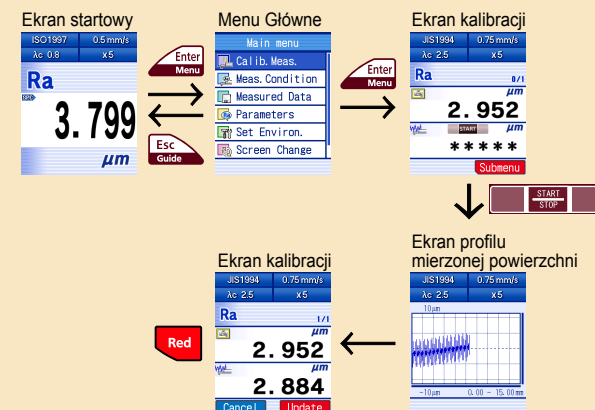 Ekran startowy
ISO1997 0.5 mm/s
λc 0.8 x5
Ra
3.799
µm
Enter
Menu
Esc
Guide
Menu Główne
Main menu
Calib. Meas.
Meas. Condition
Measured Data
Parameters
Set Environ.
Screen Change
Enter
Menu
Ekran kalibracji
JIS1994 0.75 mm/s
λc 2.5 x5
Ra 0/1
µm
2.952
START µm
*****
Submenu
START
STOP
Ekran profilu
mierzonej powierzchni
JIS1994 0.75 mm/s
λc 2.5 x5
10µm
-10µm 0.00 - 15.00mm
Ekran kalibracji
JIS1994 0.75 mm/s
λc 2.5 x5
Ra 1/1
µm
2.952
µm
2.884
Cancel Update
Red